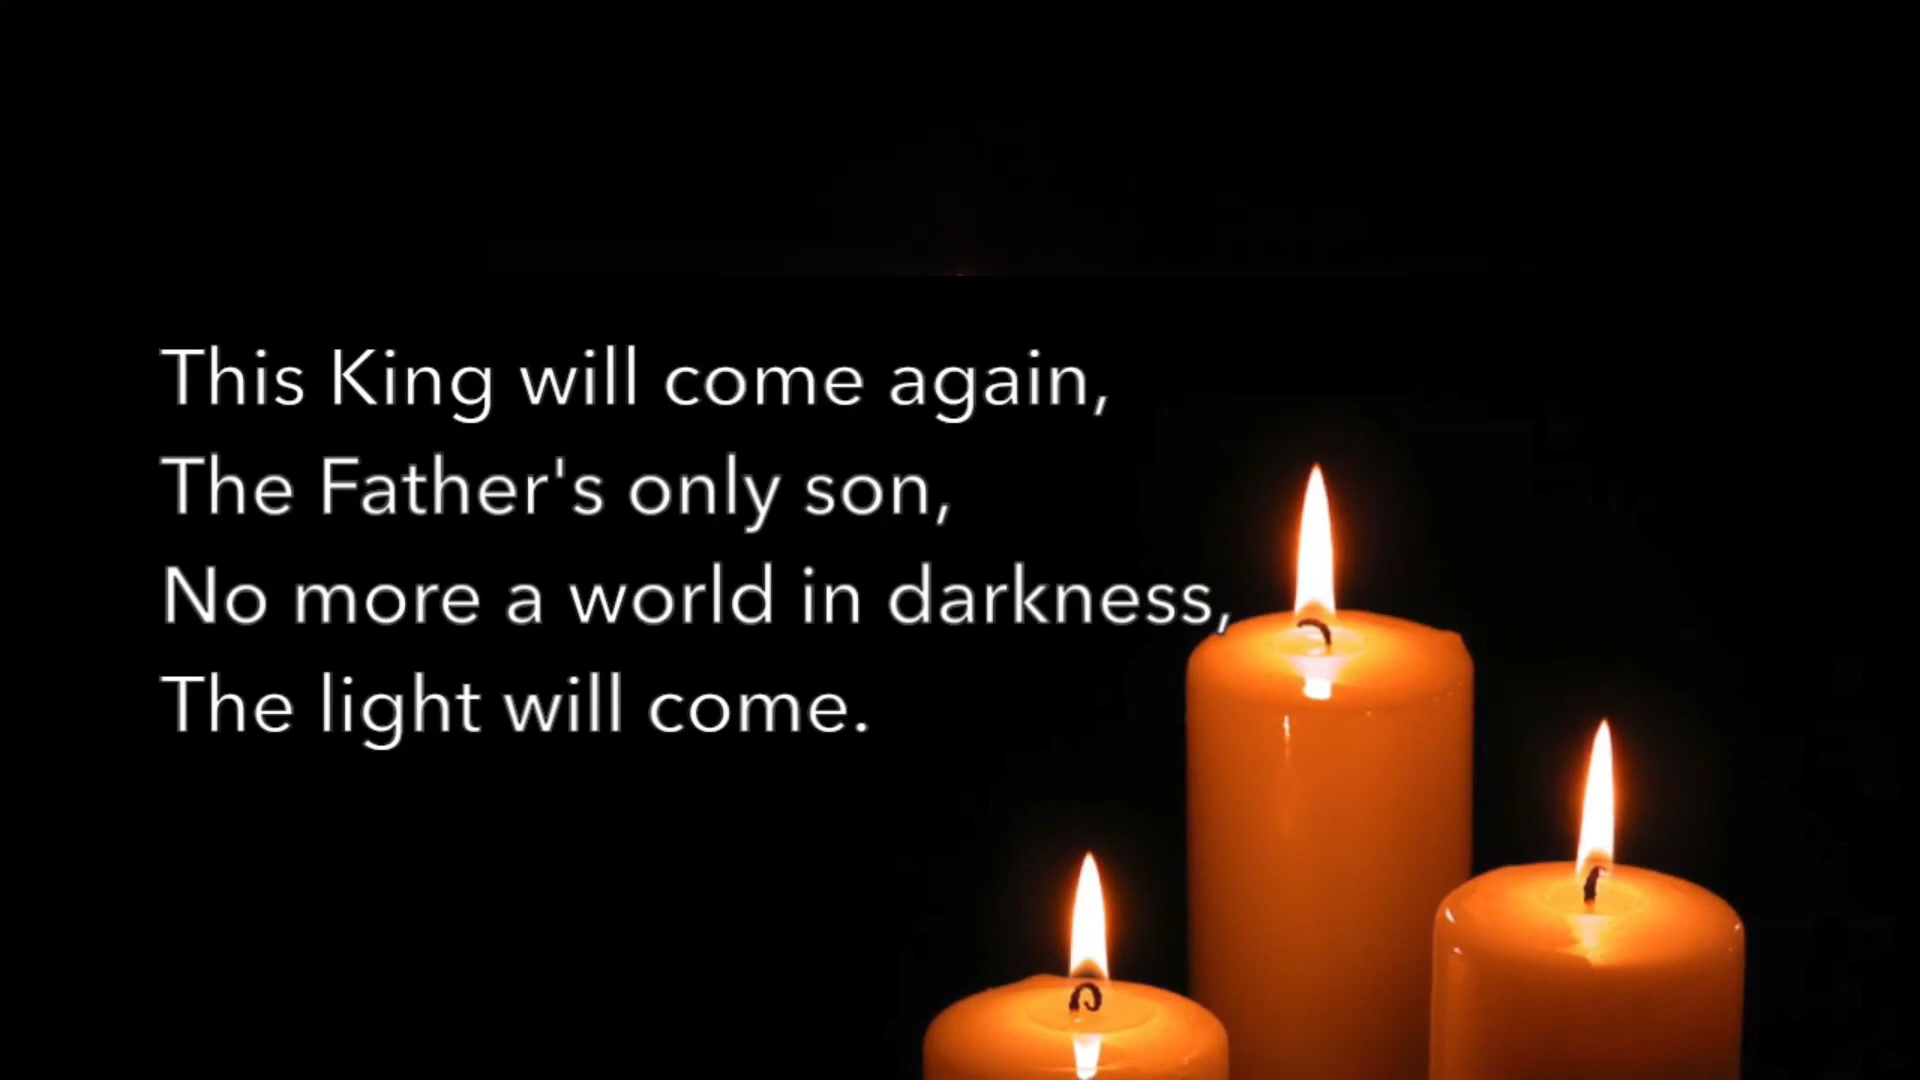 This King will come again,
The Father's only son,
No more a world in darkness,
The light will come.